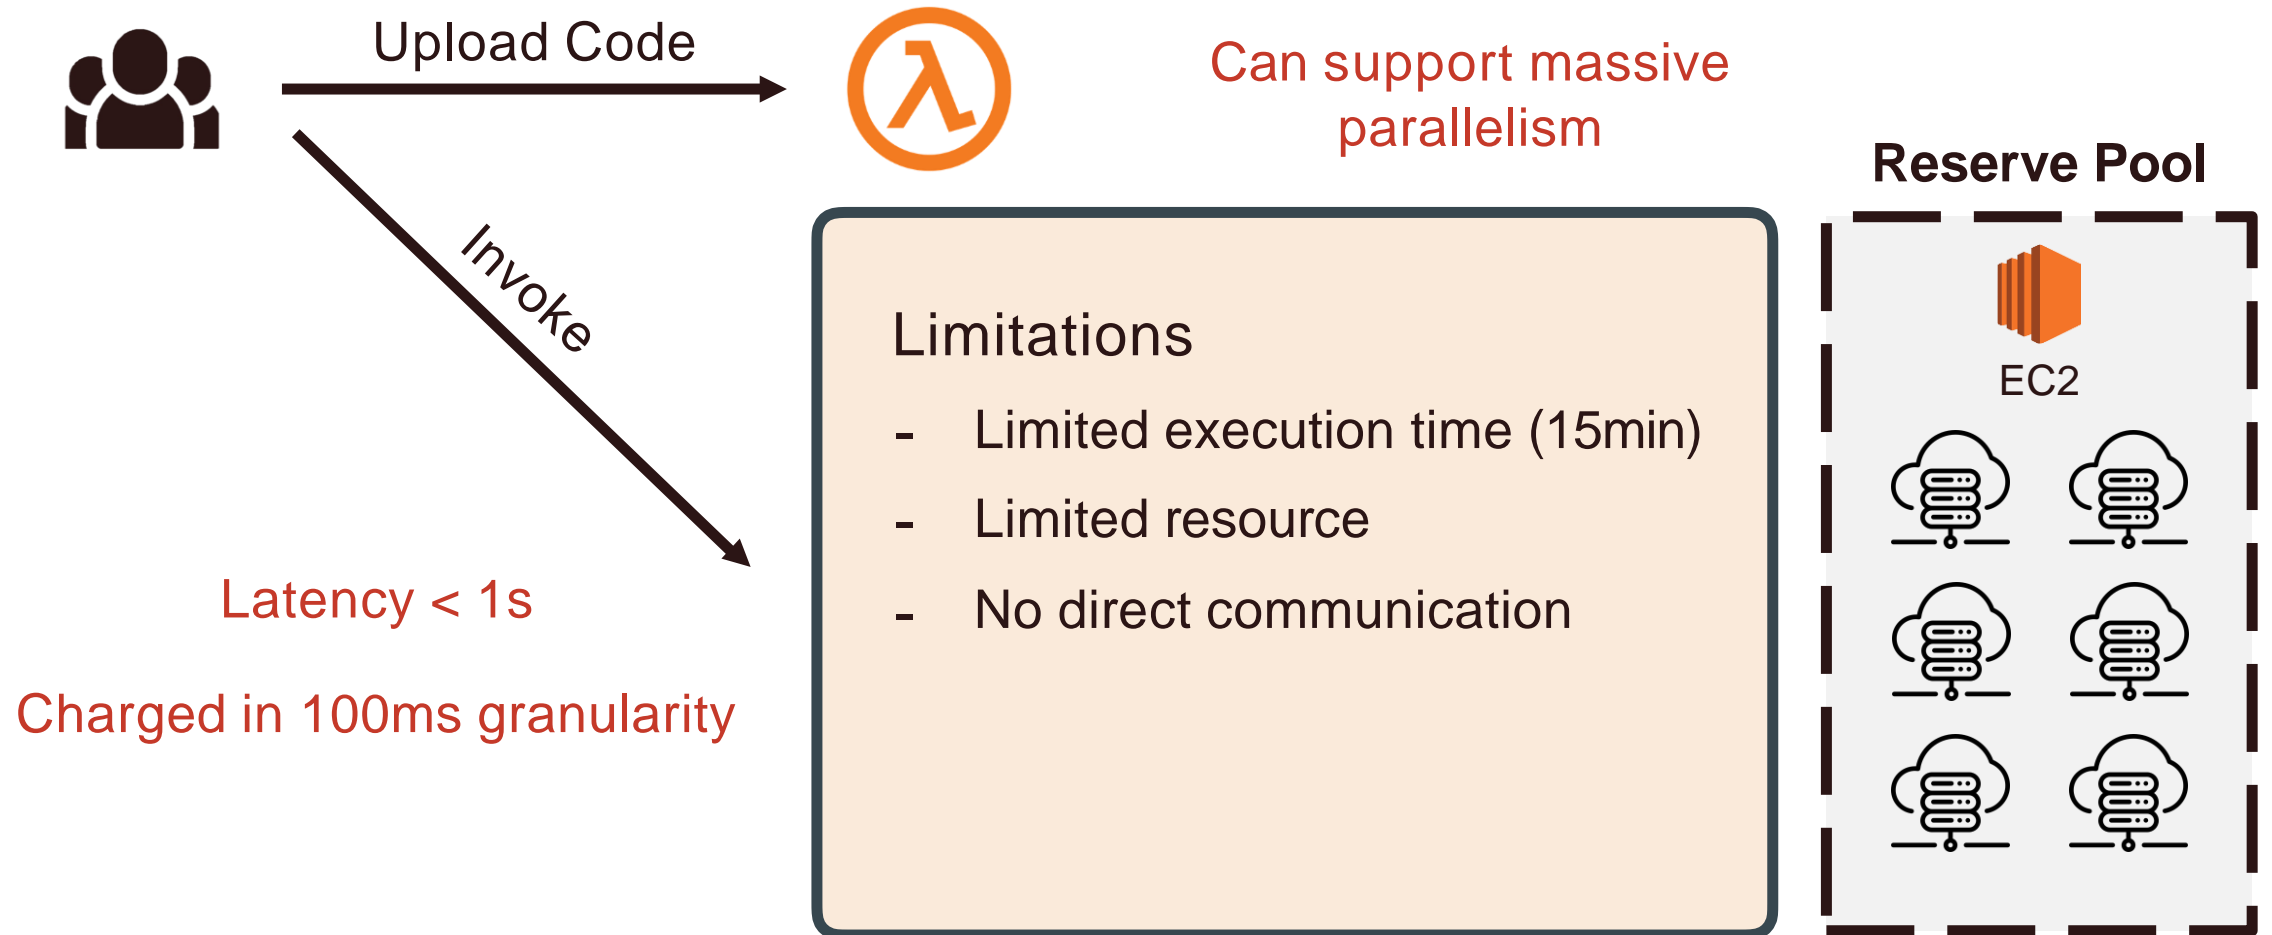 Upload Code
λ
Can support massive
parallelism
Reserve Pool
Invoke
EC2
Limitations
- Limited execution time (15min)
- Limited resource
- No direct communication
Latency < 1s
Charged in 100ms granularity